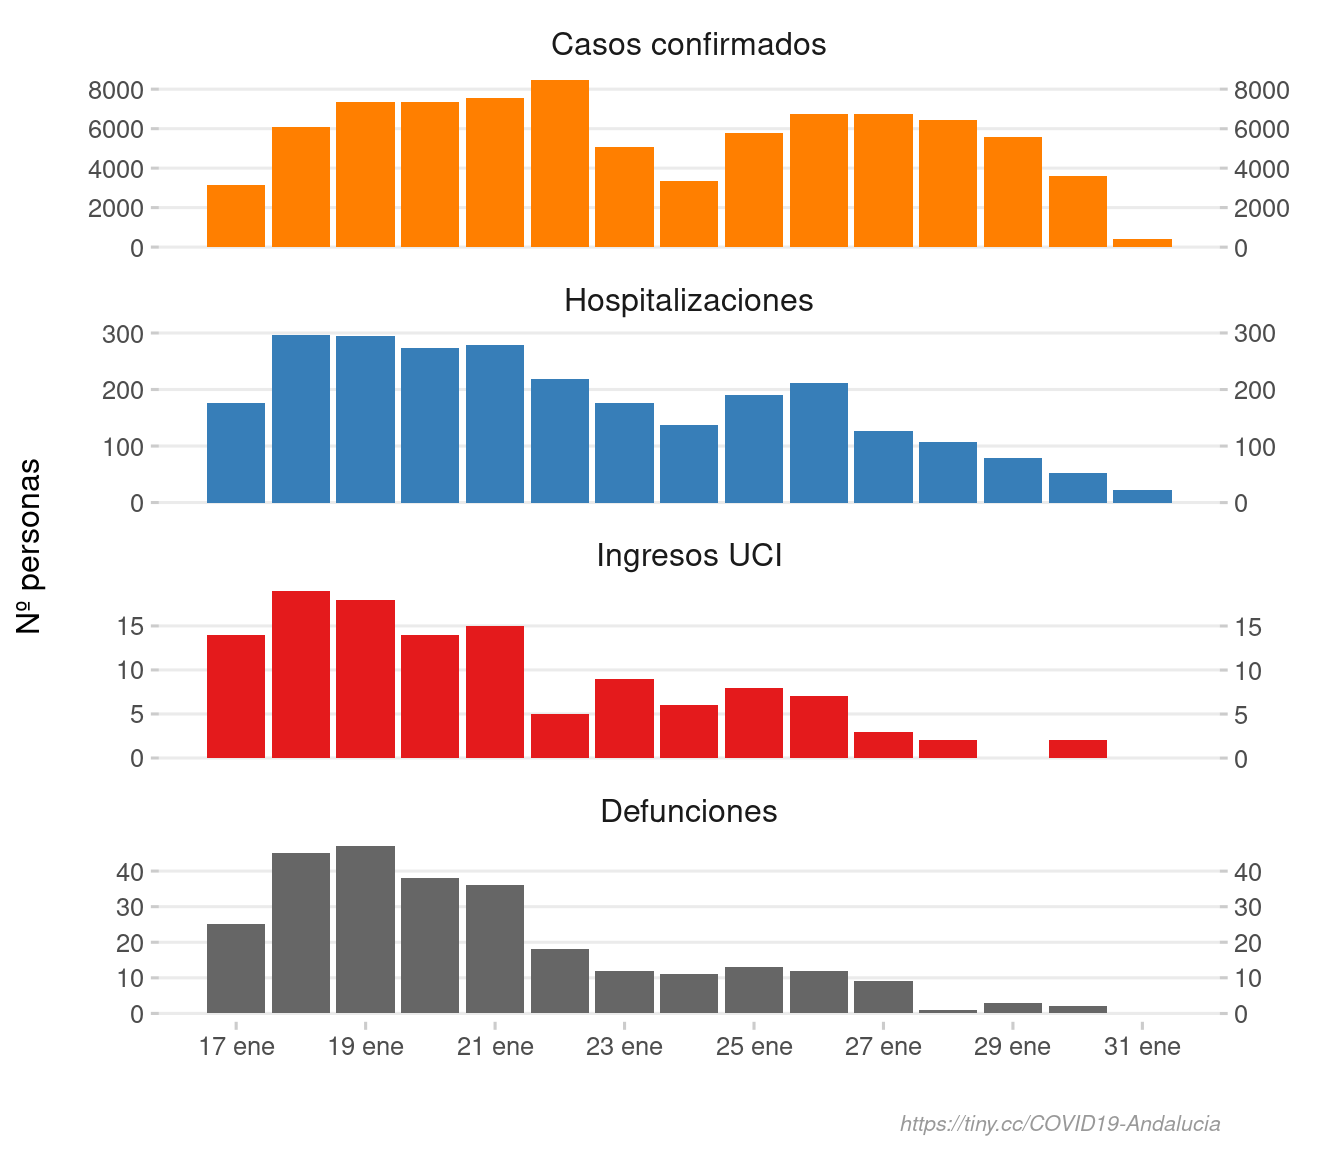 Casos confirmados
8000 8000
6000 6000
4000 4000
2000 2000
0 0
Hospitalizaciones
300 300
200 200
100 100
0 0
Nº personas
Ingresos UCI
15 15
10 10
5 5
0 0
Defunciones
40 40
30 30
20 20
10 10
0 0
17 ene 19 ene 21 ene 23 ene 25 ene 27 ene 29 ene 31 ene
https://tiny.cc/COVID19-Andalucia